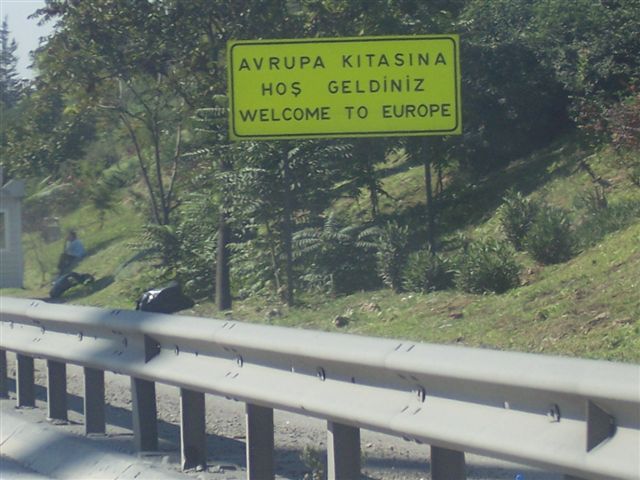 AVRUPA KITASINA
HOŞ GELDİNİZ
WELCOME TO EUROPE